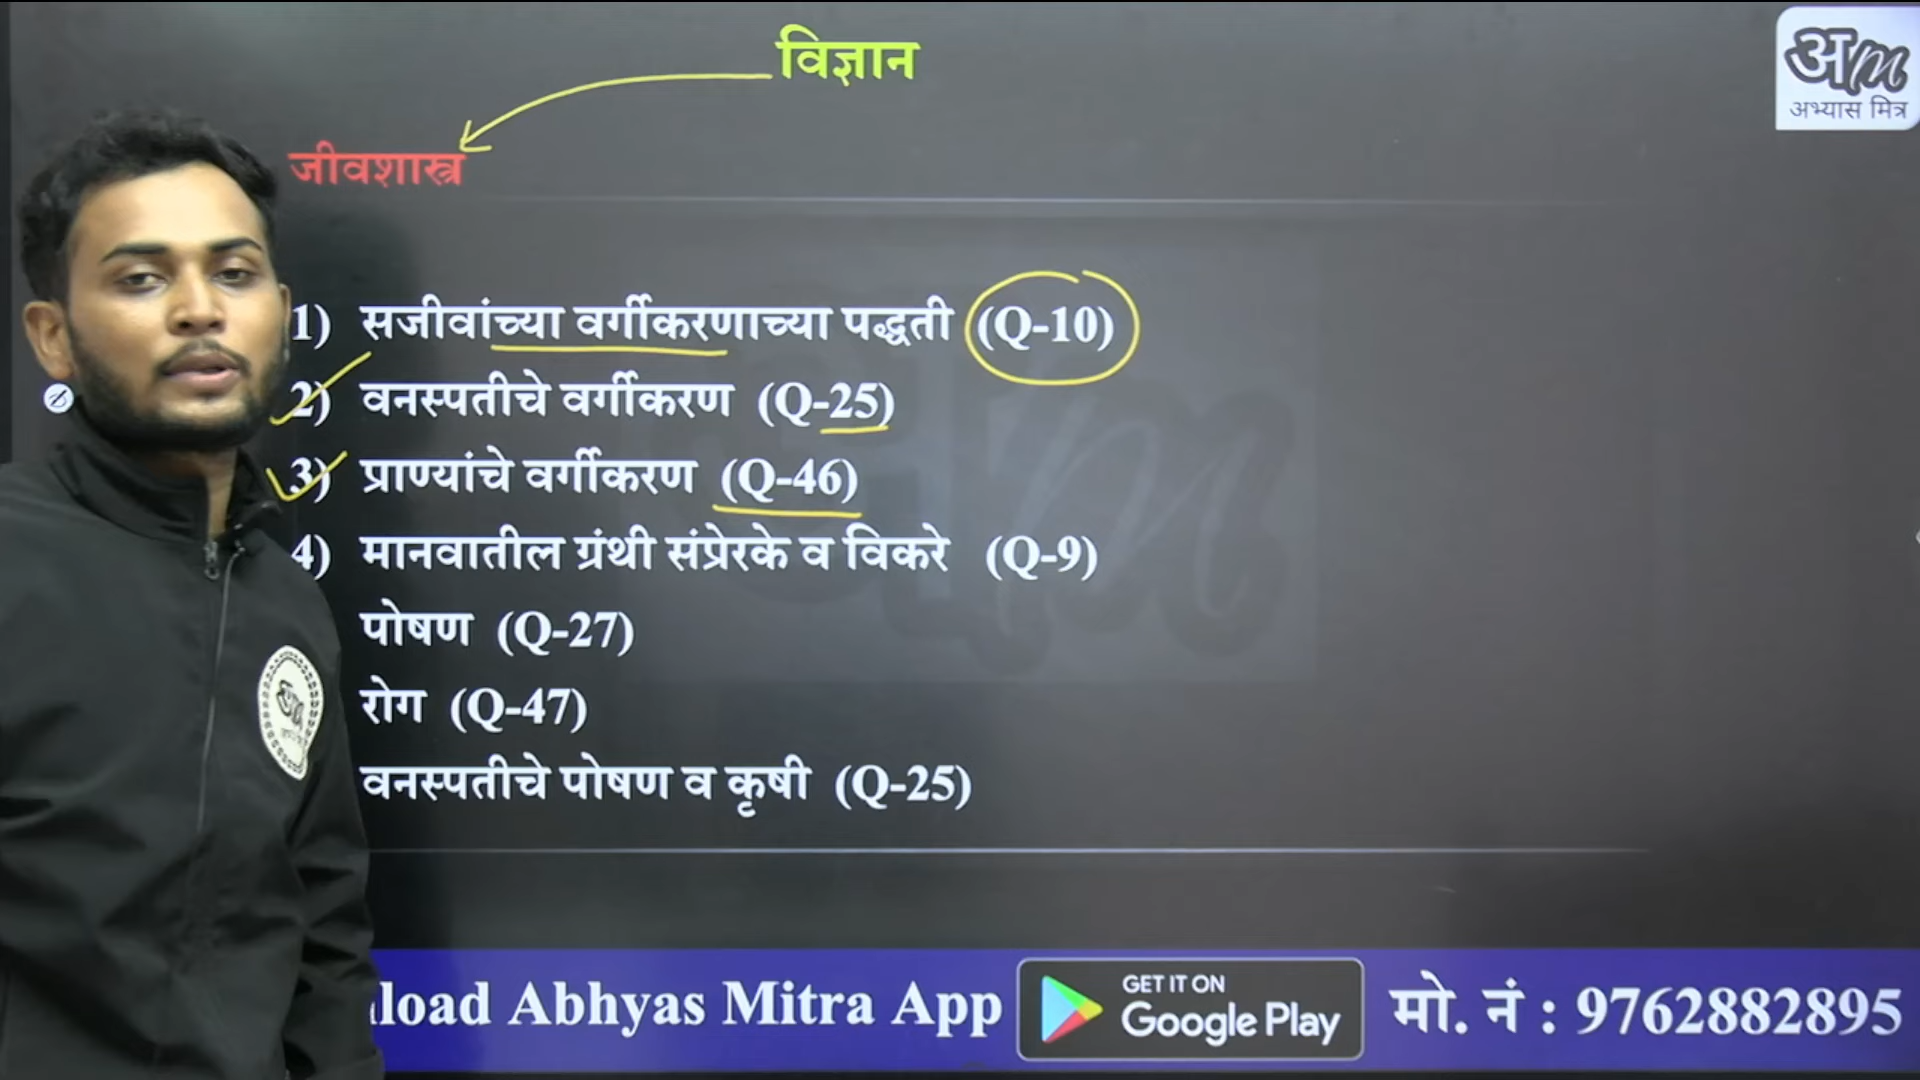 विज्ञान
अm
अभ्यास मित्र
जीवशास्त्र
1) सजीवांच्या वर्गीकरणाच्या पद्धती (Q-10)
2) वनस्पतीचे वर्गीकरण (Q-25)
3) प्राण्यांचे वर्गीकरण (Q-46)
4) मानवातील ग्रंथी संप्रेरके व विकरे (Q-9)
पोषण (Q-27)
रोग (Q-47)
वनस्पतीचे पोषण व कृषी (Q-25)
load Abhyas Mitra App
GET IT ON
Google Play
मो. नं : 9762882895